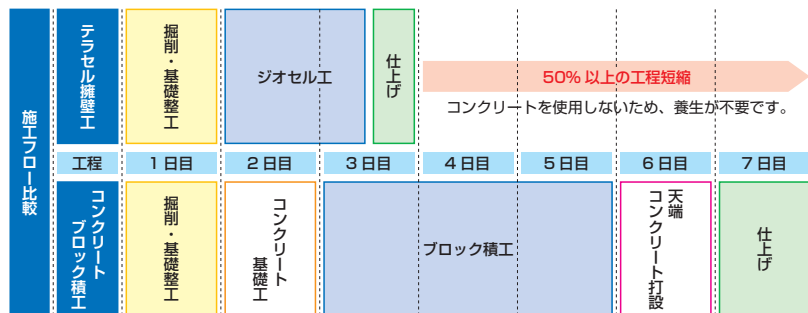 施工フロー比較
テラセル擁壁工
掘削・基礎整工
ジオセル工
仕上げ
50%以上の工程短縮
コンクリートを使用しないため、養生が不要です。
工程
1日目
2日目
3日目
4日目
5日目
6日目
7日目
コンクリート
ブロック積工
掘削・基礎整工
コンクリート
基礎工
ブロック積工
天端
コンクリート打設
仕上げ